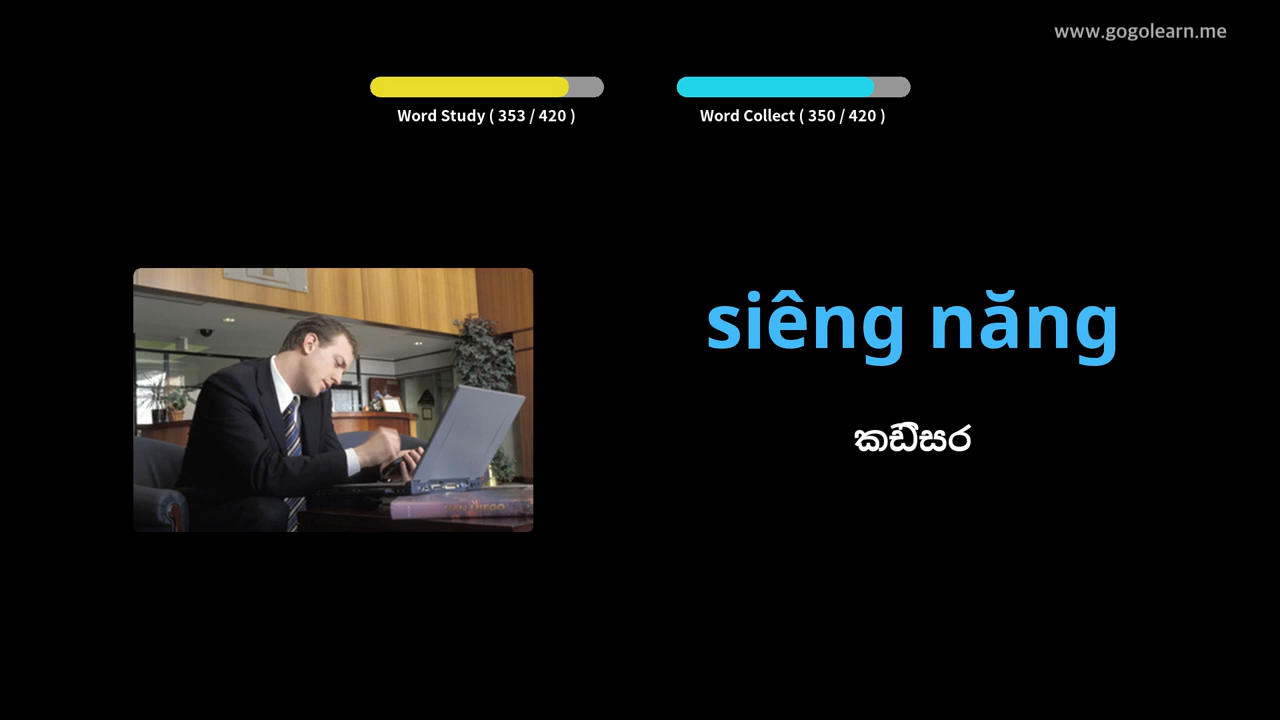 www.gogolearn.me
Word Study ( 353 / 420 )
Word Collect ( 350 / 420 )
siêng năng
කඩිසර